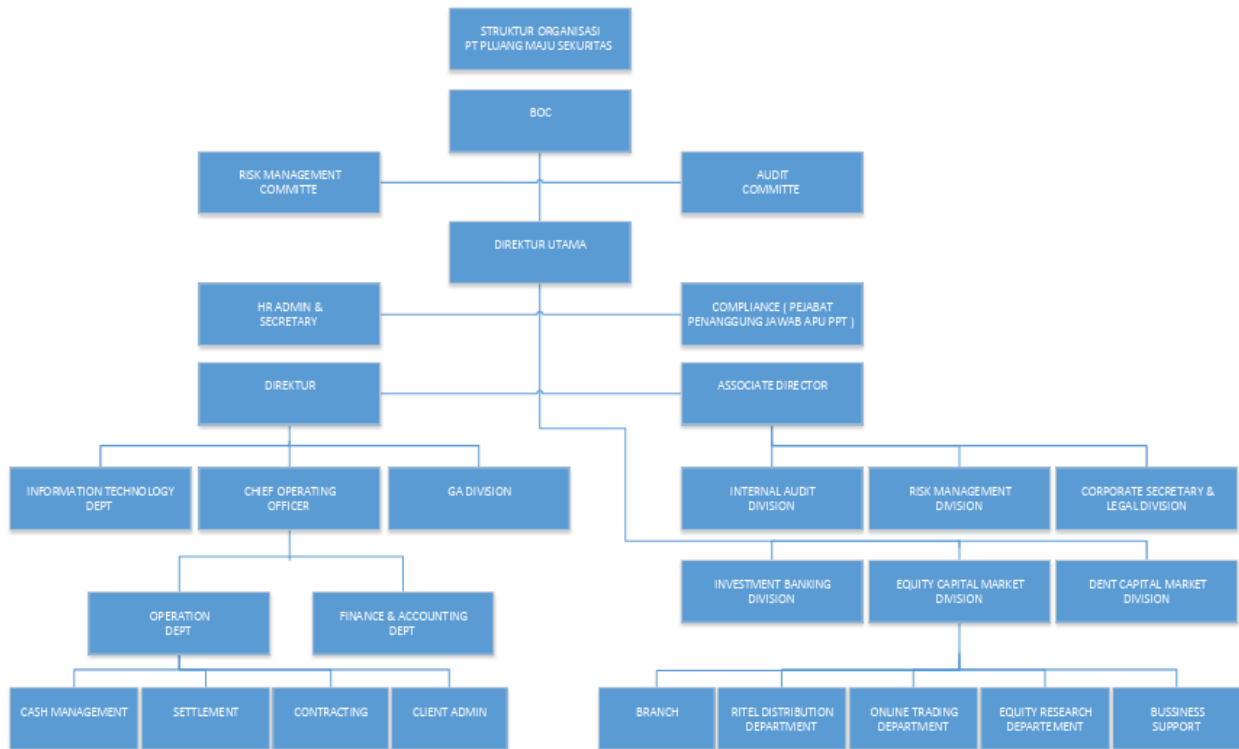 STRUKTUR ORGANISASI
PT PLUANG MAJU SEKURITAS
BOC
RISK MANAGEMENT
COMMITTE
AUDIT
COMMITTE
DIREKTUR UTAMA
HR ADMIN &
SECRETARY
COMPLIANCE ( PEJABAT
PENANGGUNG JAWAB APU PPT )
DIREKTUR
ASSOCIATE DIRECTOR
INFORMATION TECHNOLOGY
DEPT
CHIEF OPERATING
OFFICER
GA DIVISION
INTERNAL AUDIT
DIVISION
RISK MANAGEMENT
DIVISION
CORPORATE SECRETARY &
LEGAL DIVISION
INVESTMENT BANKING
DIVISION
EQUITY CAPITAL MARKET
DIVISION
DENT CAPITAL MARKET
DIVISION
OPERATION
DEPT
FINANCE & ACCOUNTING
DEPT
CASH MANAGEMENT
SETTLEMENT
CONTRACTING
CLIENT ADMIN
BRANCH
RITEL DISTRIBUTION
DEPARTMENT
ONLINE TRADING
DEPARTMENT
EQUITY RESEARCH
DEPARTEMENT
BUSSINESS
SUPPORT